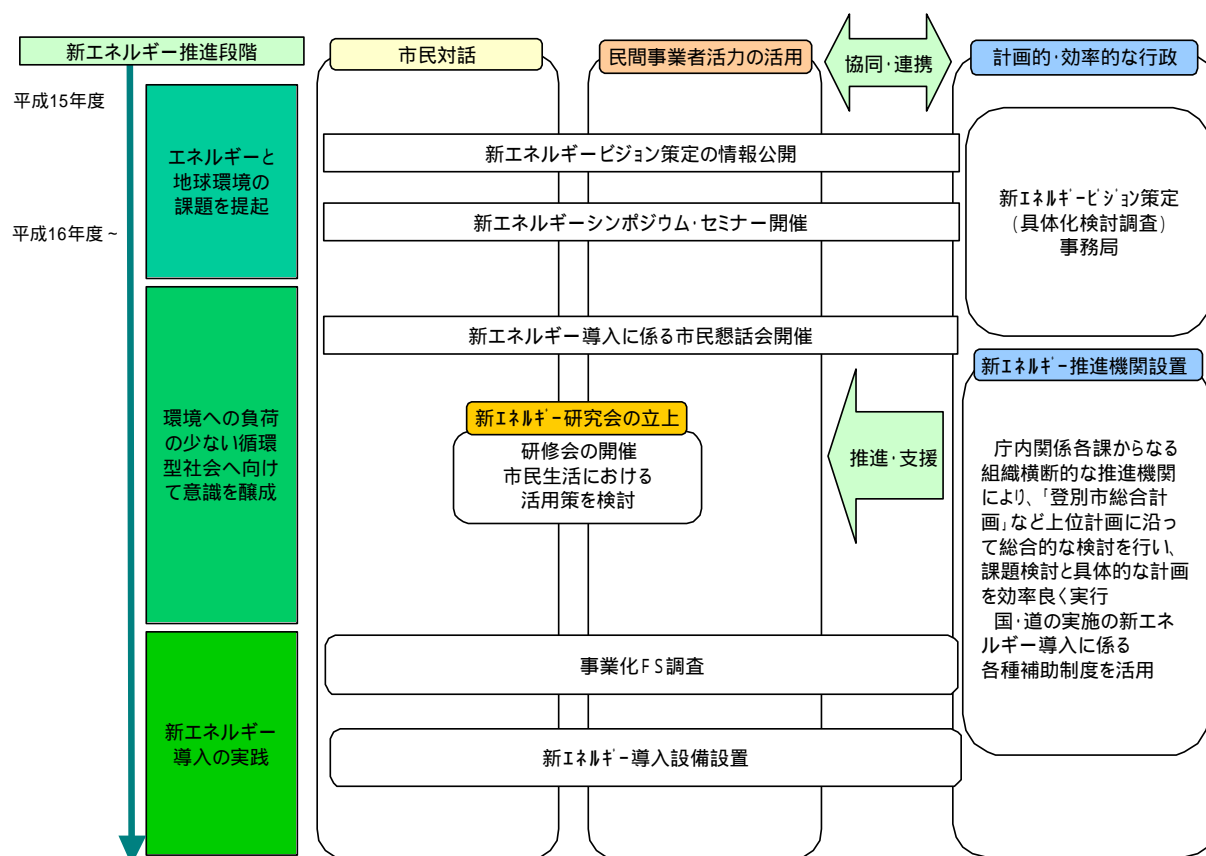 新エネルギー推進段階
市民対話
民間事業者活力の活用
協同・連携
計画的・効率的な行政
平成15年度
平成16年度~
エネルギーと
地球環境の
課題を提起
新エネルギービジョン策定の情報公開
新エネルギーシンポジウム・セミナー開催
新ｴﾈﾙｷﾞｰﾋﾞｼﾞｮﾝ策定
(具体化検討調査)
事務局
環境への負荷
の少ない循環
型社会へ向け
て意識を醸成
新エネルギー導入に係る市民懇話会開催
新ｴﾈﾙｷﾞｰ研究会の立上
研修会の開催
市民生活における
活用策を検討
推進・支援
新ｴﾈﾙｷﾞｰ推進機関設置
庁内関係各課からなる
組織横断的な推進機関
により、「登別市総合計
画」など上位計画に沿っ
て総合的な検討を行い、
課題検討と具体的な計画
を効率良く実行
国・道の実施の新エネ
ルギー導入に係る
各種補助制度を活用
新エネルギー
導入の実践
事業化FS調査
新ｴﾈﾙｷﾞｰ導入設備設置